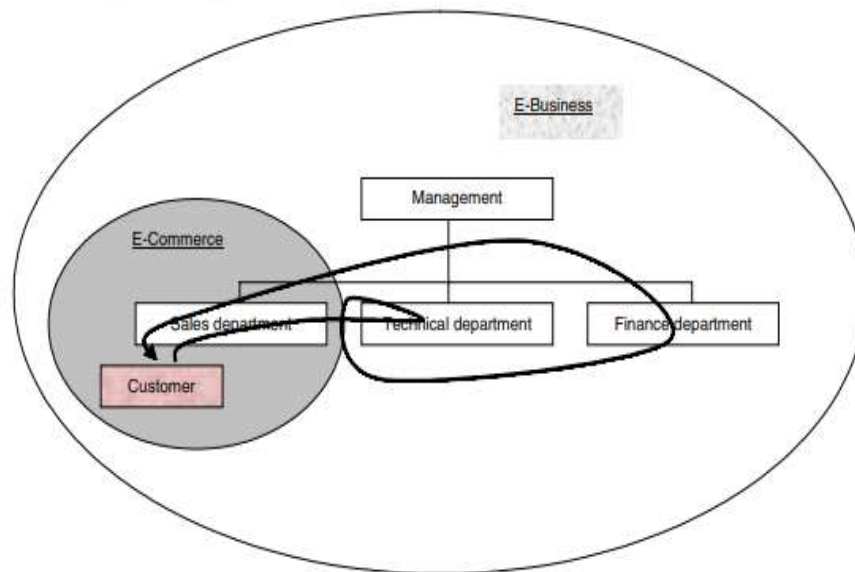 E-Business
Management
E-Commerce
Sales department
Technical department
Finance department
Customer